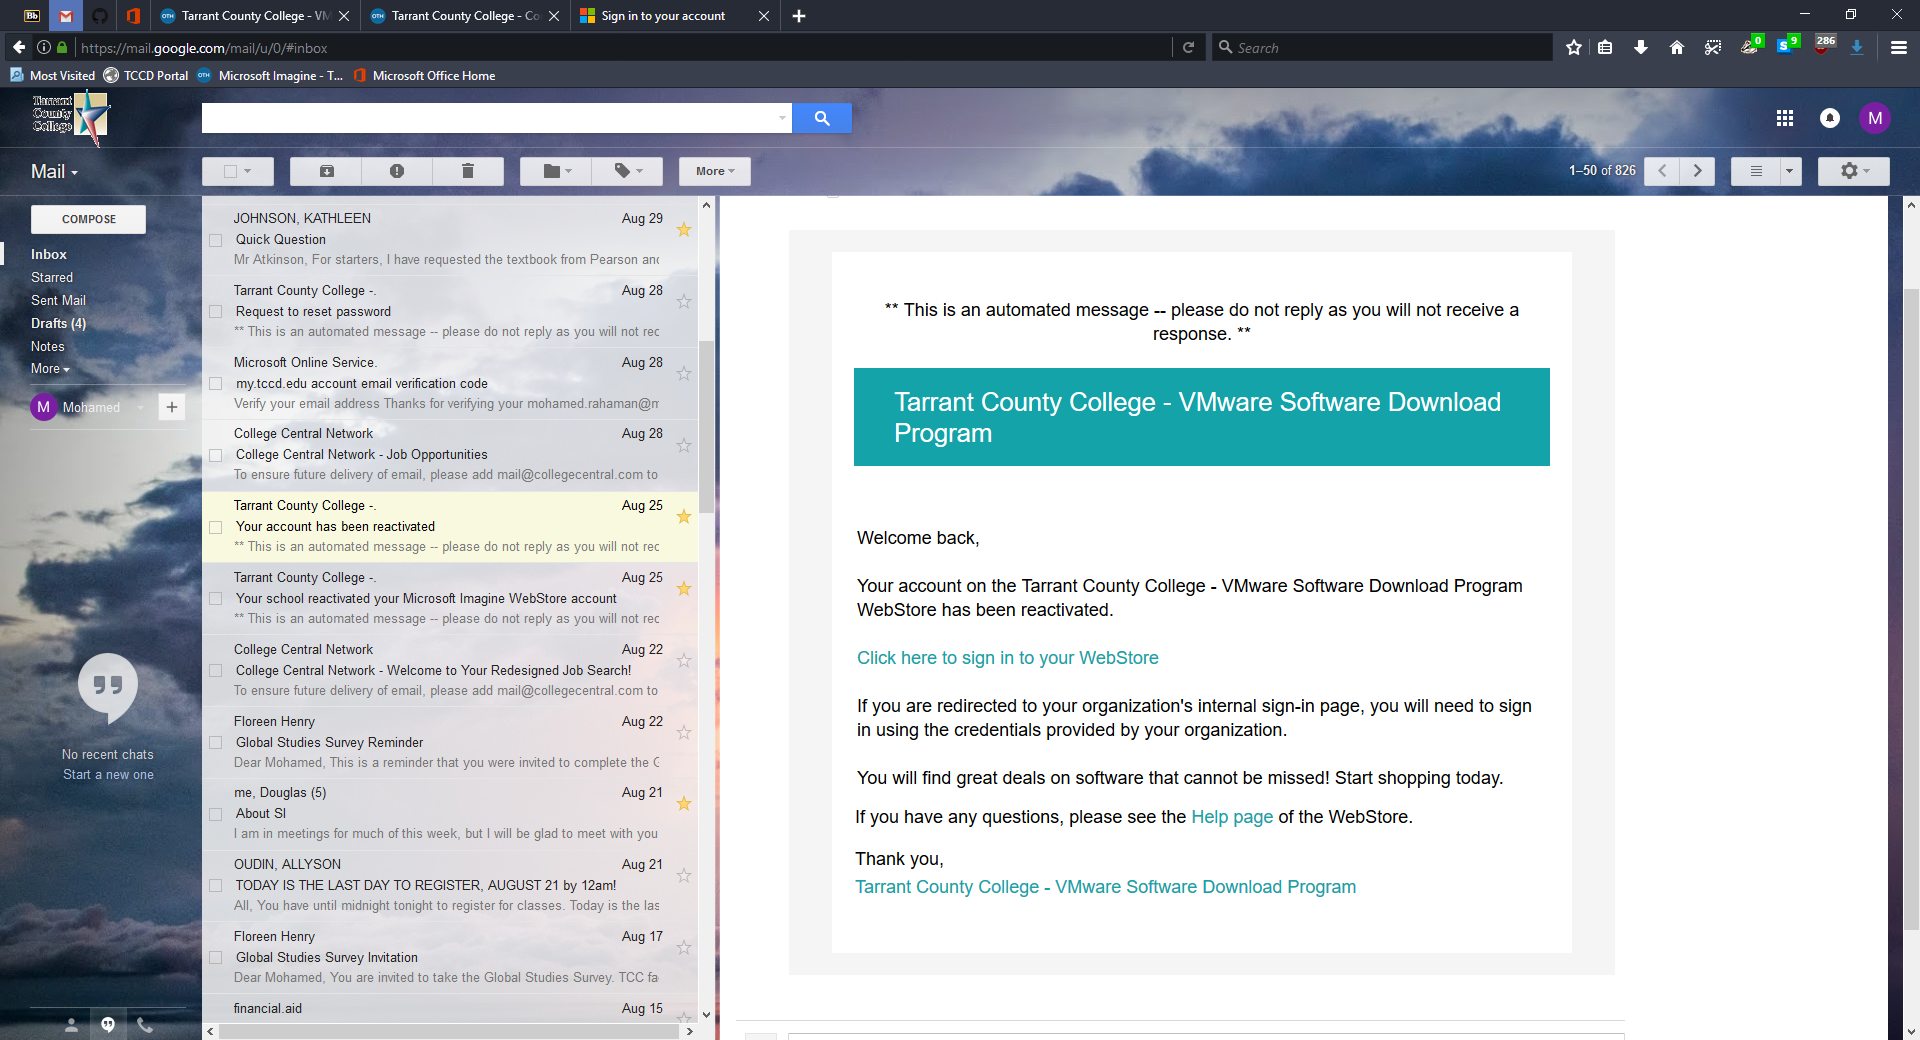 Bb
Tarrant County College - VM
Tarrant County College - Co
Sign in to your account
https://mail.google.com/mail/u/0/#inbox
Search
0
S
9
286
Most Visited
TCCD Portal
Microsoft Imagine - T...
Microsoft Office Home
Tarrant
County
College
M
Mail
More
1–50 of 826
COMPOSE
Inbox
Starred
Sent Mail
Drafts (4)
Notes
More
M
Mohamed
No recent chats
Start a new one
JOHNSON, KATHLEEN Aug 29
Quick Question
Mr Atkinson, For starters, I have requested the textbook from Pearson and
Tarrant County College -. Aug 28
Request to reset password
** This is an automated message -- please do not reply as you will not rec
Microsoft Online Service. Aug 28
my.tccd.edu account email verification code
Verify your email address Thanks for verifying your mohamed.rahaman@m
College Central Network Aug 28
College Central Network - Job Opportunities
To ensure future delivery of email, please add mail@collegecentral.com to
Tarrant County College -. Aug 25
Your account has been reactivated
** This is an automated message -- please do not reply as you will not rec
Tarrant County College -. Aug 25
Your school reactivated your Microsoft Imagine WebStore account
** This is an automated message -- please do not reply as you will not rec
College Central Network Aug 22
College Central Network - Welcome to Your Redesigned Job Search!
To ensure future delivery of email, please add mail@collegecentral.com to
Floreen Henry Aug 22
Global Studies Survey Reminder
Dear Mohamed, This is a reminder that you were invited to complete the G
me, Douglas (5) Aug 21
About SI
I am in meetings for much of this week, but I will be glad to meet with you
OUDIN, ALLYSON Aug 21
TODAY IS THE LAST DAY TO REGISTER, AUGUST 21 by 12am!
All, You have until midnight tonight to register for classes. Today is the las
Floreen Henry Aug 17
Global Studies Survey Invitation
Dear Mohamed, You are invited to take the Global Studies Survey. TCC fa
financial.aid Aug 15
** This is an automated message -- please do not reply as you will not receive a
response. **
Tarrant County College - VMware Software Download
Program
Welcome back,
Your account on the Tarrant County College - VMware Software Download Program
WebStore has been reactivated.
Click here to sign in to your WebStore
If you are redirected to your organization's internal sign-in page, you will need to sign
in using the credentials provided by your organization.
You will find great deals on software that cannot be missed! Start shopping today.
If you have any questions, please see the Help page of the WebStore.
Thank you,
Tarrant County College - VMware Software Download Program